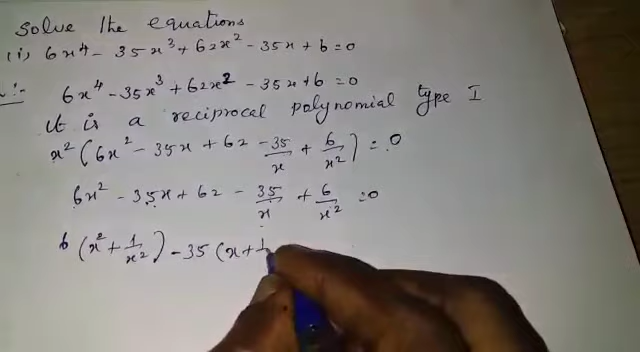 Solve the equations
(i) 6x⁴ - 35x³ + 62x² - 35x + 6 = 0
:- 6x⁴ - 35x³ + 62x² - 35x + 6 = 0
it is a reciprocal polynomial type I
x² (6x² - 35x + 62 - 35/x + 6/x²) = 0
6x² - 35x + 62 - 35/x + 6/x² = 0
6 (x² + 1/x²) - 35 (x + 1